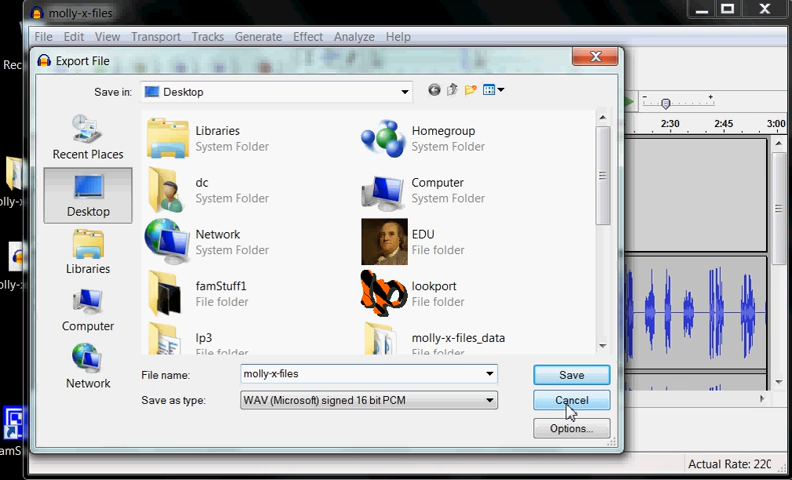 molly-x-files
File Edit View Transport Tracks Generate Effect Analyze Help
Export File
Save in: Desktop
2:30 2:45 3:00
Recent Places
Desktop
Libraries
Computer
Network
Libraries
System Folder
Homegroup
System Folder
dc
System Folder
Computer
System Folder
Network
System Folder
EDU
File folder
famStuff1
File folder
lookport
File folder
lp3
File folder
molly-x-files_data
File folder
File name: molly-x-files
Save
Save as type: WAV (Microsoft) signed 16 bit PCM
Cancel
Options...
Actual Rate: 220